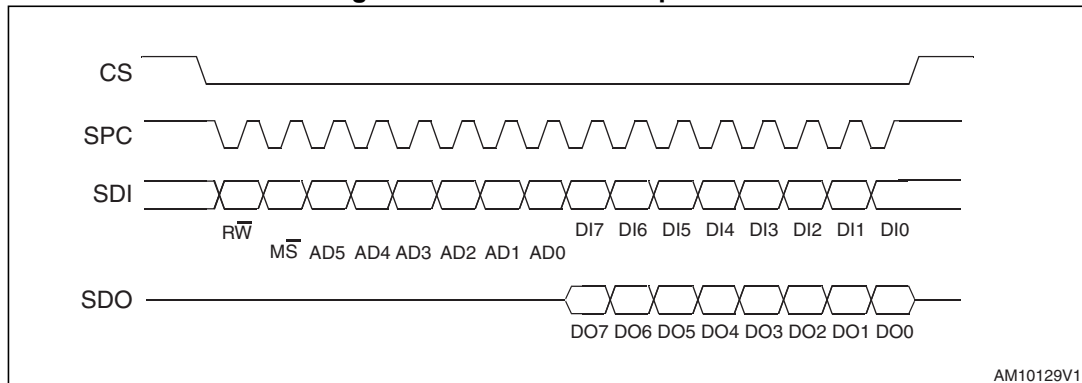 CS
SPC
SDI
RW̅
DI7 DI6 DI5 DI4 DI3 DI2 DI1 DI0
MS̅ AD5 AD4 AD3 AD2 AD1 AD0
SDO
DO7 DO6 DO5 DO4 DO3 DO2 DO1 DO0
AM10129V1